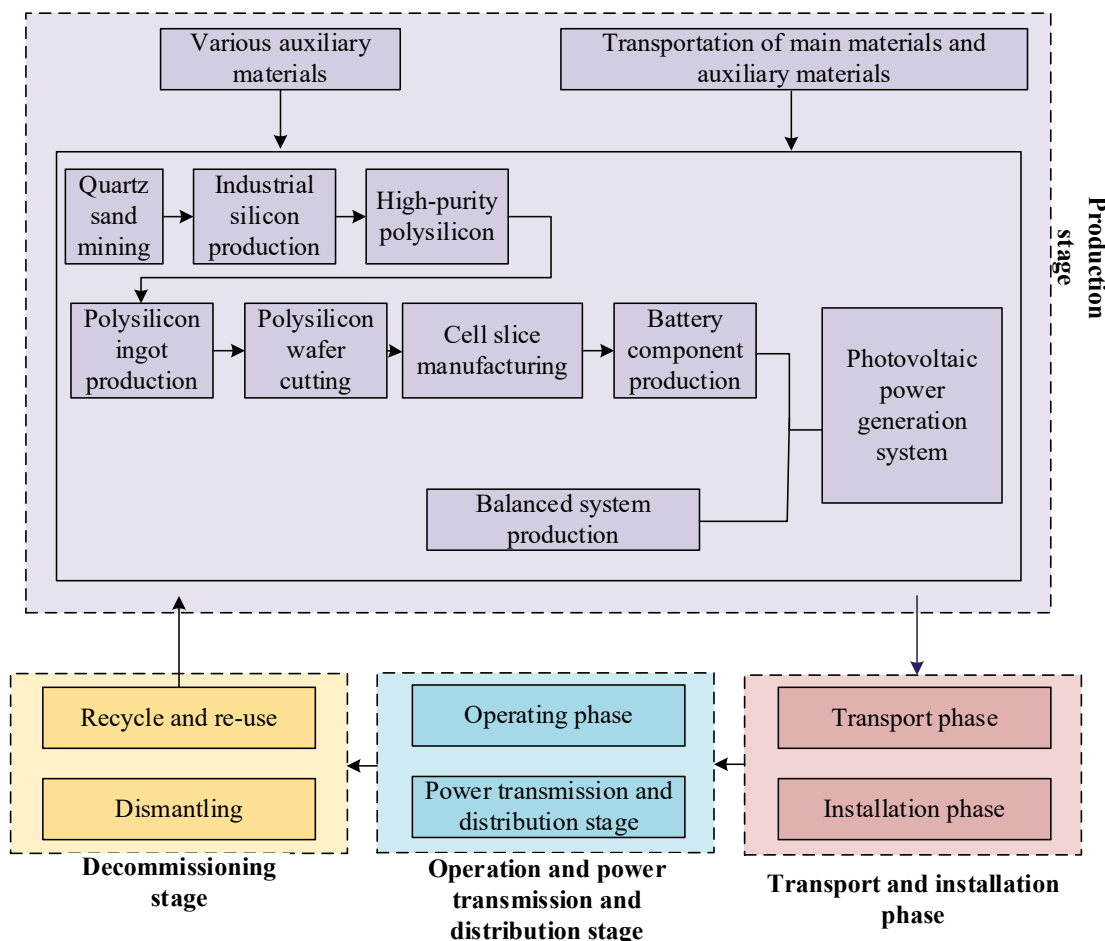 Various auxiliary
materials
Transportation of main materials and
auxiliary materials
Quartz
sand
mining
Industrial
silicon
production
High-purity
polysilicon
Polysilicon
ingot
production
Polysilicon
wafer
cutting
Cell slice
manufacturing
Battery
component
production
Photovoltaic
power
generation
system
Balanced system
production
Production
stage
Recycle and re-use
Dismantling
Decommissioning
stage
Operating phase
Power transmission and
distribution stage
Operation and power
transmission and
distribution stage
Transport phase
Installation phase
Transport and installation
phase